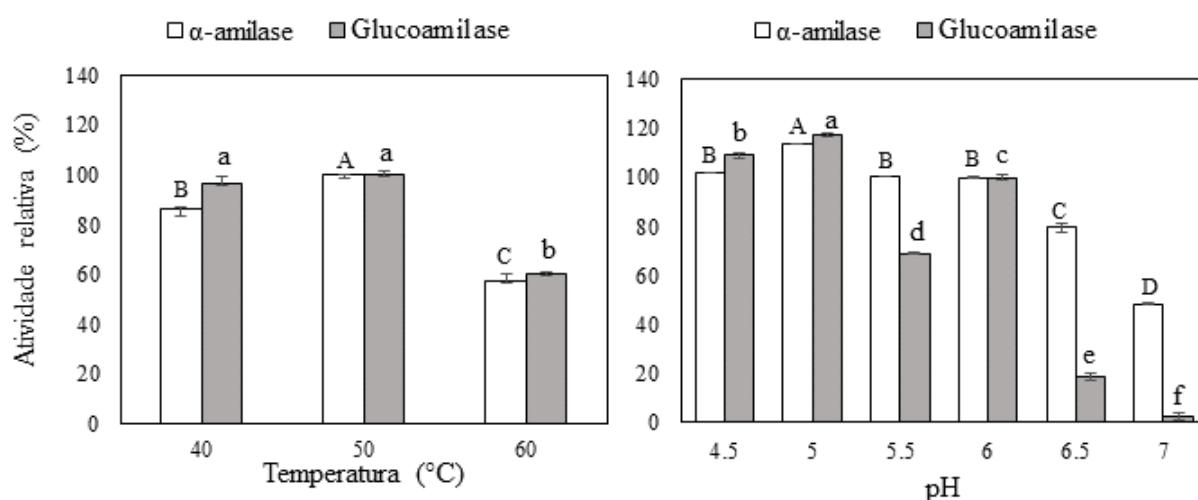 α-amilase Glucoamilase
Atividade relativa (%)
140
120
100
80
60
40
20
0
B a A a C b
40 50 60
Temperatura (°C)
α-amilase Glucoamilase
140
120
100
80
60
40
20
0
B b A a B d B c C e D f
4.5 5 5.5 6 6.5 7
pH